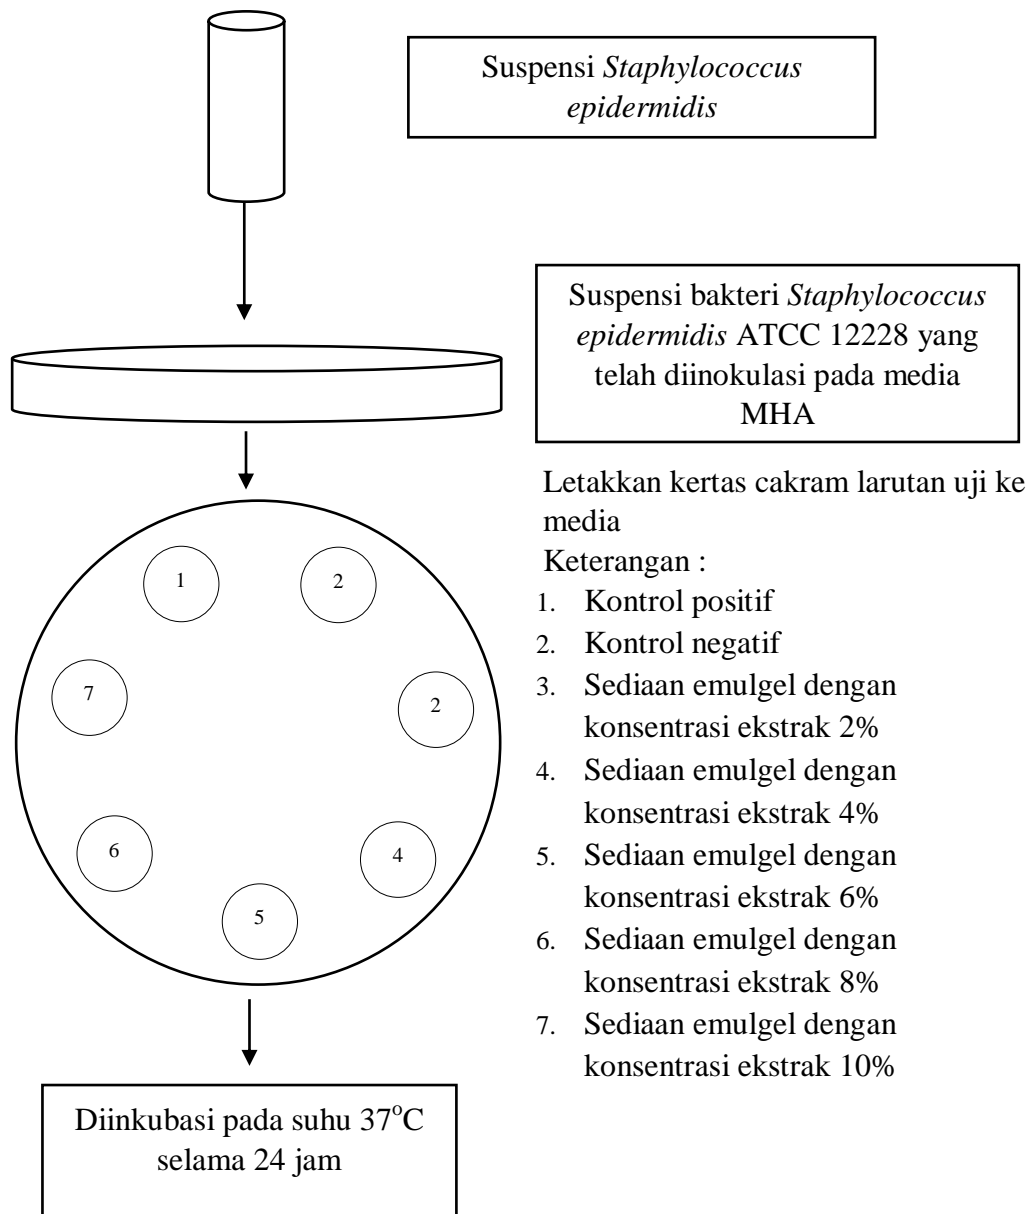 Suspensi Staphylococcus
epidermidis
Suspensi bakteri Staphylococcus
epidermidis ATCC 12228 yang
telah diinokulasi pada media
MHA
1
2
7
2
6
4
5
Letakkan kertas cakram larutan uji ke
media
Keterangan :
1. Kontrol positif
2. Kontrol negatif
3. Sediaan emulgel dengan
konsentrasi ekstrak 2%
4. Sediaan emulgel dengan
konsentrasi ekstrak 4%
5. Sediaan emulgel dengan
konsentrasi ekstrak 6%
6. Sediaan emulgel dengan
konsentrasi ekstrak 8%
7. Sediaan emulgel dengan
konsentrasi ekstrak 10%
Diinkubasi pada suhu 37°C
selama 24 jam